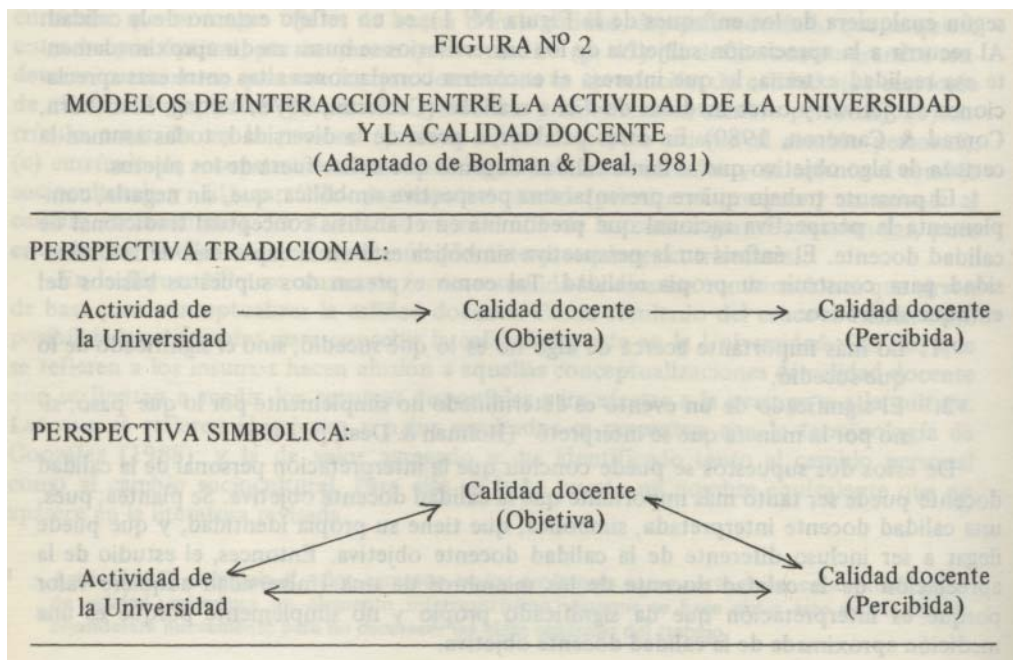 FIGURA Nº 2
MODELOS DE INTERACCION ENTRE LA ACTIVIDAD DE LA UNIVERSIDAD
Y LA CALIDAD DOCENTE
(Adaptado de Bolman & Deal, 1981)
PERSPECTIVA TRADICIONAL:
Actividad de
la Universidad
Calidad docente
(Objetiva)
Calidad docente
(Percibida)
PERSPECTIVA SIMBOLICA:
Calidad docente
(Objetiva)
Actividad de
la Universidad
Calidad docente
(Percibida)